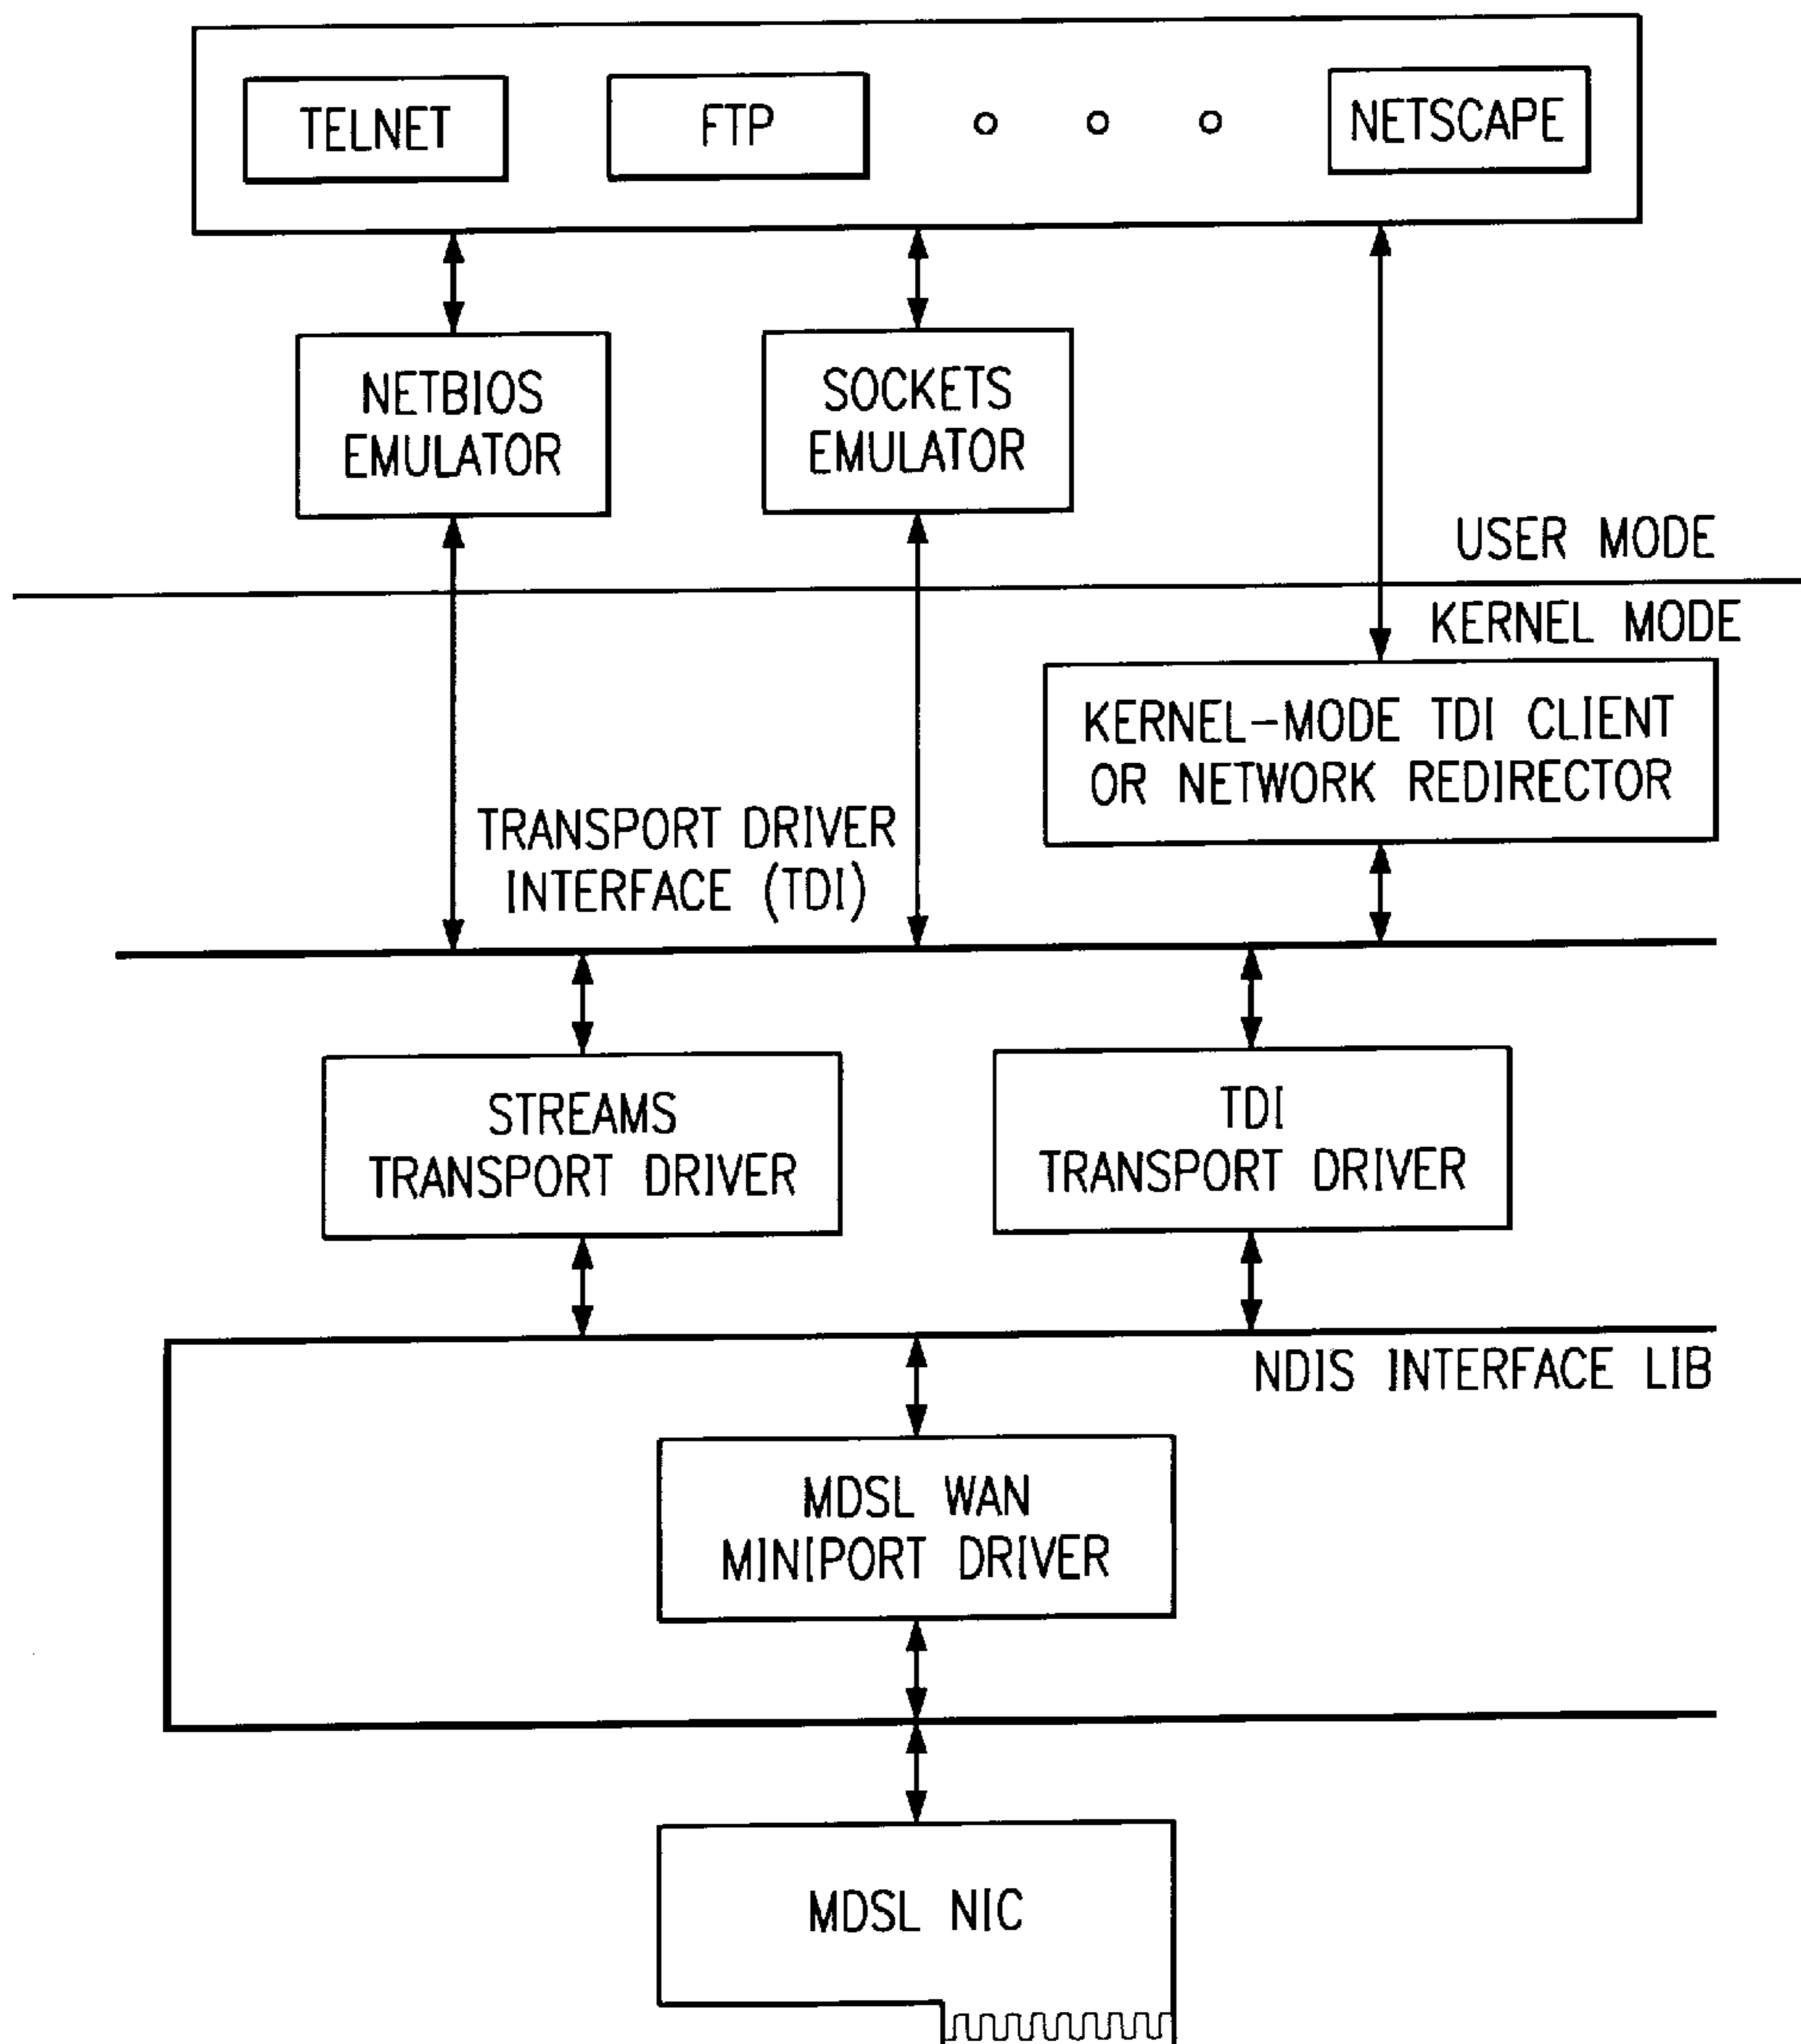 TELNET
FTP
NETSCAPE
NETBIOS
EMULATOR
SOCKETS
EMULATOR
USER MODE
KERNEL MODE
KERNEL-MODE TDI CLIENT
OR NETWORK REDIRECTOR
TRANSPORT DRIVER
INTERFACE (TDI)
STREAMS
TRANSPORT DRIVER
TDI
TRANSPORT DRIVER
NDIS INTERFACE LIB
MDSL WAN
MINIPORT DRIVER
MDSL NIC